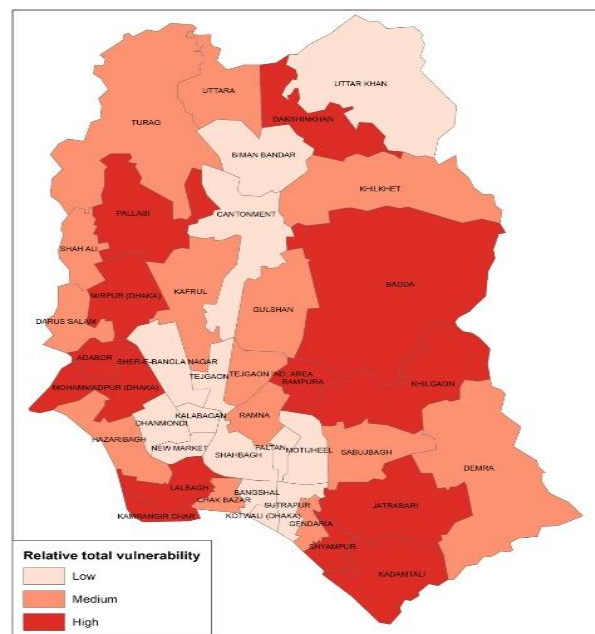 UTTAR KHAN
UTTARA
DAKSHINKHAN
TURAG
BIMAN BANDAR
KHILKHET
PALLABI
CANTONMENT
SHAH ALI
BADDA
MIRPUR (DHAKA)
KAFRUL
GULSHAN
DARUS SALAM
ADABOR
SHER-E-BANGLA NAGAR
TEJGAON
TEJGAON IND. AREA
RAMPURA
KHILGAON
MOHAMMADPUR (DHAKA)
KALABAGAN
RAMNA
DHANMONDI
HAZARIBAGH
NEW MARKET
SHAHBAGH
PALTAN
MOTIJHEEL
SABUJBAGH
DEMRA
LALBAGH
CHAK BAZAR
BANGSHAL
SUTRAPUR
JATRABARI
KAMRANGIR CHAR
KOTWALI (DHAKA)
GENDARIA
SHYAMPUR
KADAMTALI
Relative total vulnerability
Low
Medium
High